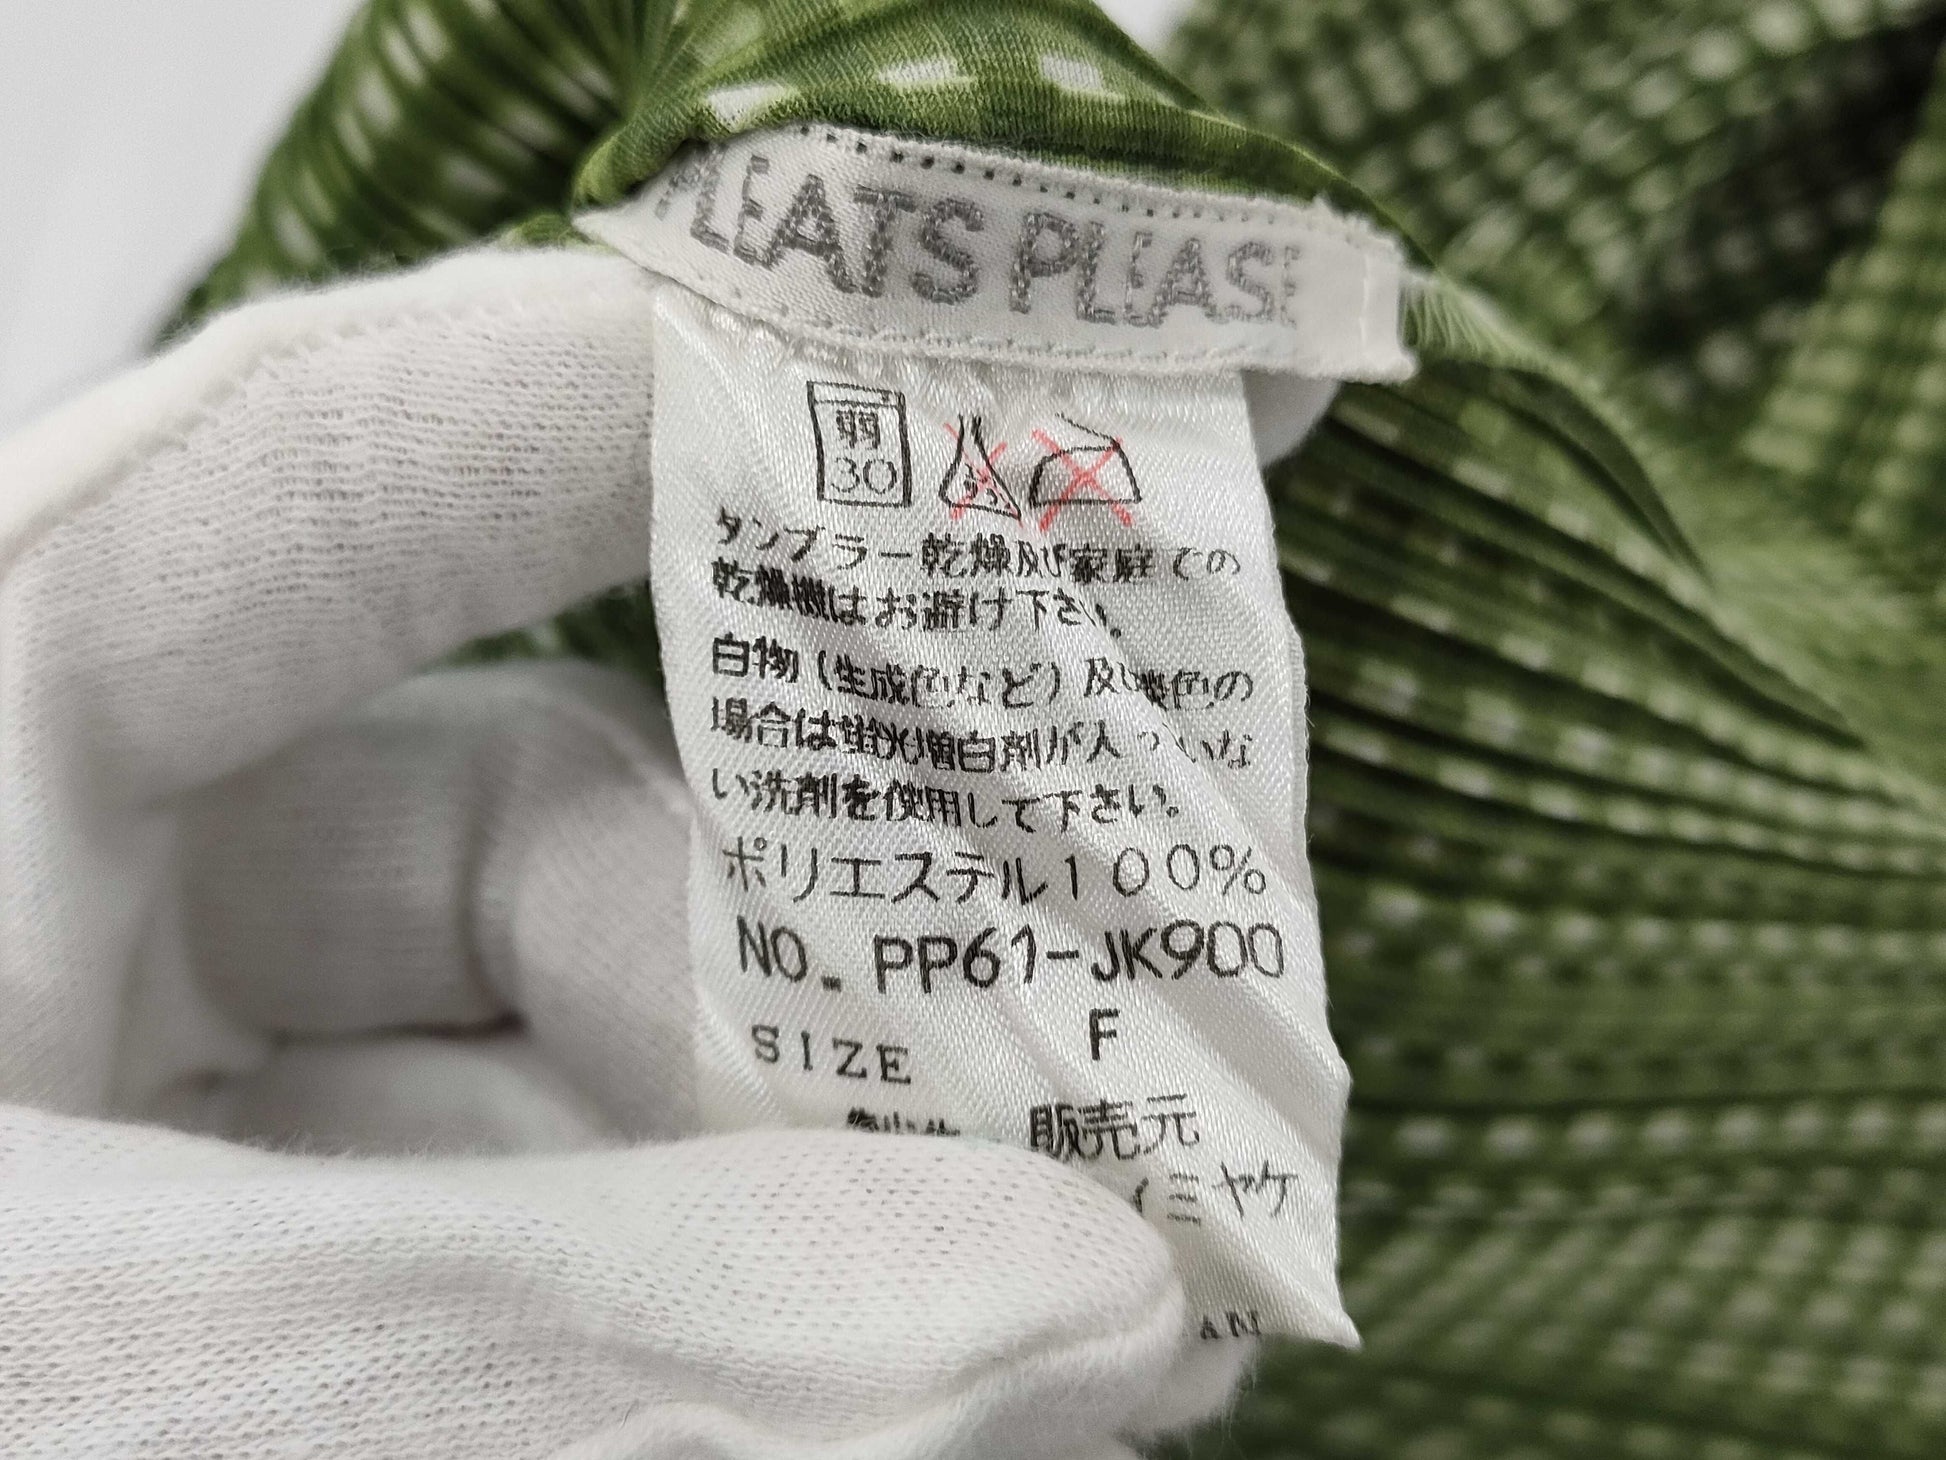 PLEATS PLEASE
弱
30
タンブラー乾燥及び家庭での
乾燥機はお避け下さい。
白物（生成色など）及び淡色の
場合は蛍光増白剤が入っていな
い洗剤を使用して下さい。
ポリエステル100%
NO. PP61-JK900
SIZE F
販売元
ミヤケ